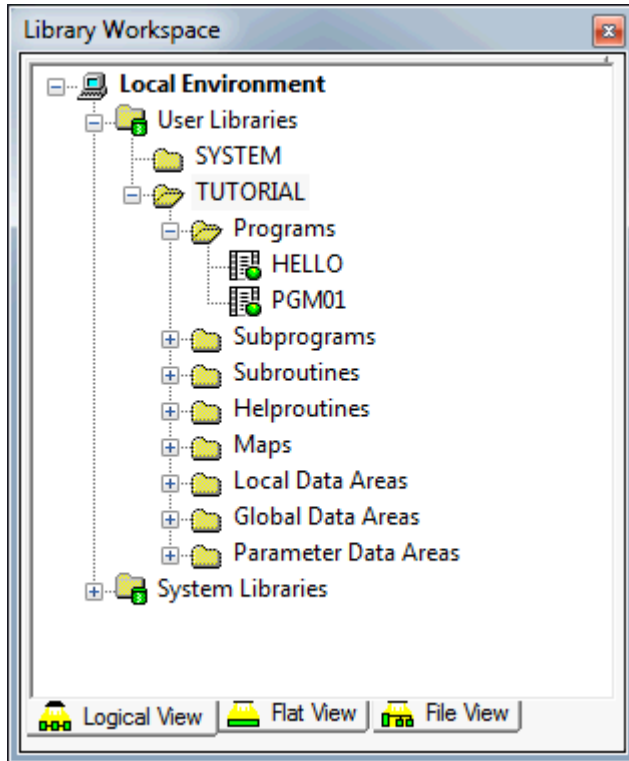 Library Workspace
Local Environment
User Libraries
SYSTEM
TUTORIAL
Programs
HELLO
PGM01
Subprograms
Subroutines
Helproutines
Maps
Local Data Areas
Global Data Areas
Parameter Data Areas
System Libraries
Logical View Flat View File View